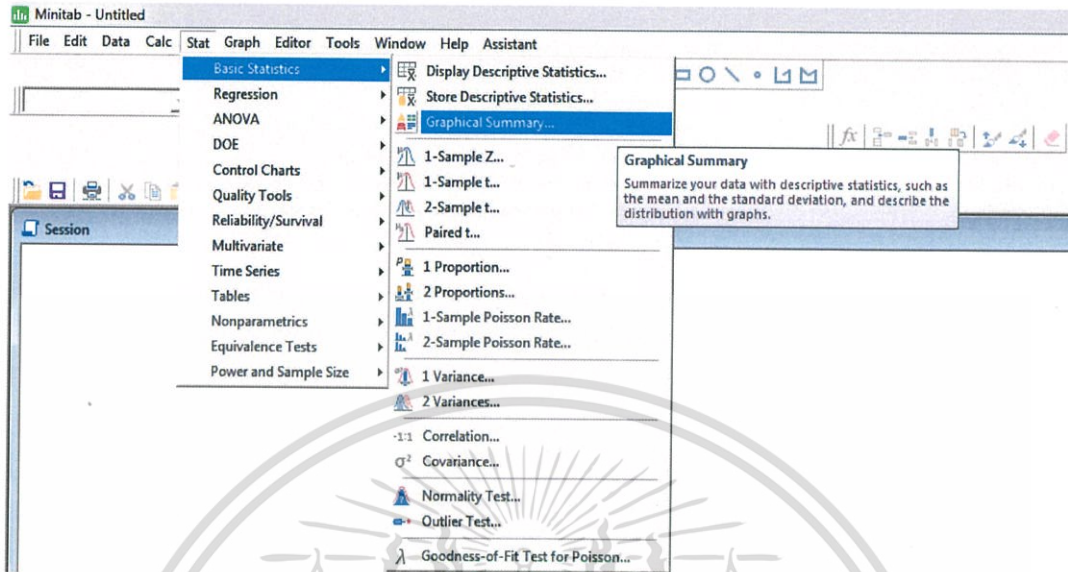 Minitab - Untitled
File Edit Data Calc Stat Graph Editor Tools Window Help Assistant
Basic Statistics
Regression
ANOVA
DOE
Control Charts
Quality Tools
Reliability/Survival
Multivariate
Time Series
Tables
Nonparametrics
Equivalence Tests
Power and Sample Size
Display Descriptive Statistics...
Store Descriptive Statistics...
Graphical Summary...
1-Sample Z...
1-Sample t...
2-Sample t...
Paired t...
1 Proportion...
2 Proportions...
1-Sample Poisson Rate...
2-Sample Poisson Rate...
1 Variance...
2 Variances...
Correlation...
Covariance...
Normality Test...
Outlier Test...
Goodness-of-Fit Test for Poisson...
Graphical Summary
Summarize your data with descriptive statistics, such as
the mean and the standard deviation, and describe the
distribution with graphs.
fx
Session